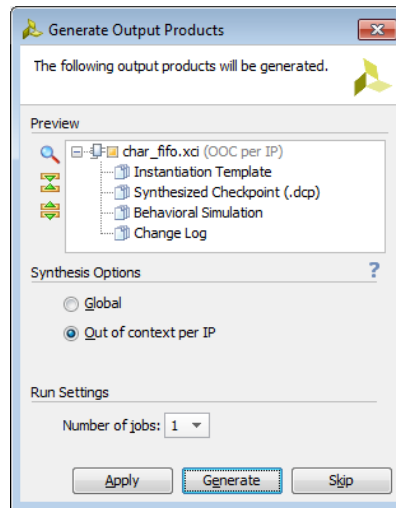 Generate Output Products
The following output products will be generated.
Preview
char_fifo.xci (OOC per IP)
Instantiation Template
Synthesized Checkpoint (.dcp)
Behavioral Simulation
Change Log
Synthesis Options
?
Global
Out of context per IP
Run Settings
Number of jobs: 1
Apply Generate Skip